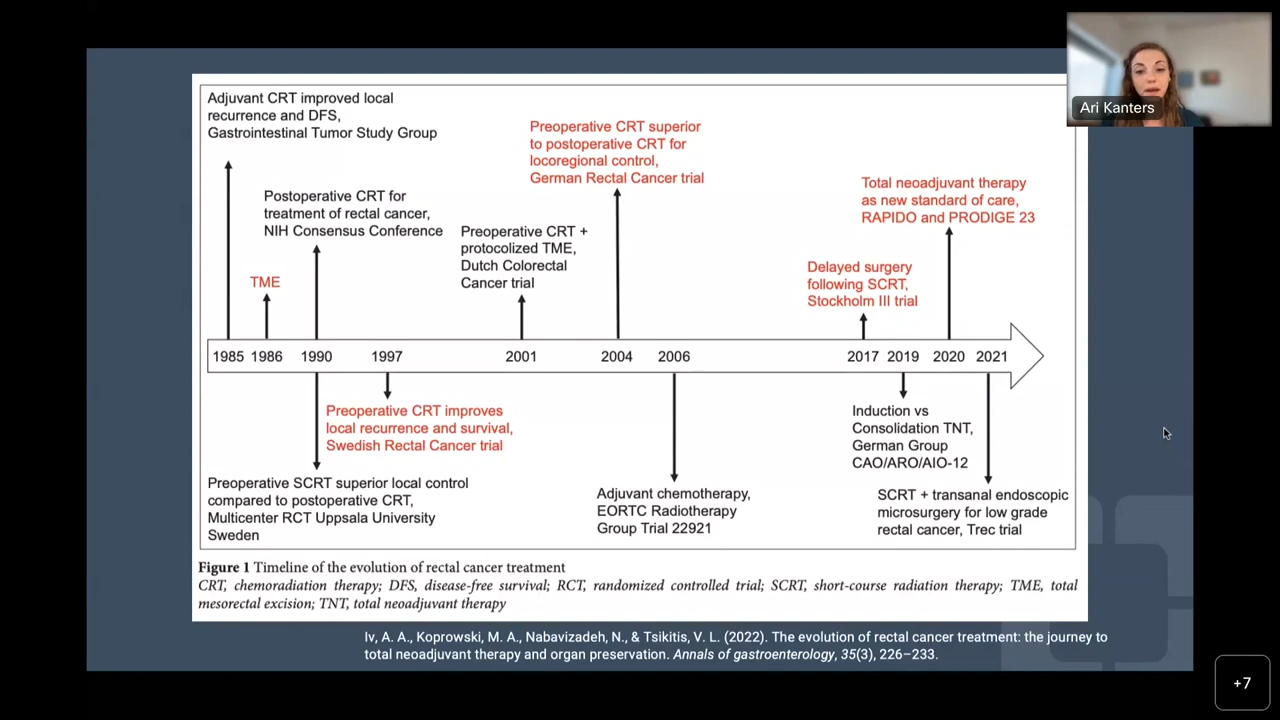 Adjuvant CRT improved local
recurrence and DFS,
Gastrointestinal Tumor Study Group
Ari Kanters
Preoperative CRT superior
to postoperative CRT for
locoregional control,
German Rectal Cancer trial
Postoperative CRT for
treatment of rectal cancer,
NIH Consensus Conference
Total neoadjuvant therapy
as new standard of care,
RAPIDO and PRODIGE 23
Preoperative CRT +
protocolized TME,
Dutch Colorectal
Cancer trial
TME
Delayed surgery
following SCRT,
Stockholm III trial
1985 1986 1990 1997 2001 2004 2006 2017 2019 2020 2021
Preoperative CRT improves
local recurrence and survival,
Swedish Rectal Cancer trial
Induction vs
Consolidation TNT,
German Group
CAO/ARO/AIO-12
Preoperative SCRT superior local control
compared to postoperative CRT,
Multicenter RCT Uppsala University
Sweden
Adjuvant chemotherapy,
EORTC Radiotherapy
Group Trial 22921
SCRT + transanal endoscopic
microsurgery for low grade
rectal cancer, Trec trial
Figure 1 Timeline of the evolution of rectal cancer treatment
CRT, chemoradiation therapy; DFS, disease-free survival; RCT, randomized controlled trial; SCRT, short-course radiation therapy; TME, total
mesorectal excision; TNT, total neoadjuvant therapy
Iv, A. A., Koprowski, M. A., Nabavizadeh, N., & Tsikitis, V. L. (2022). The evolution of rectal cancer treatment: the journey to
total neoadjuvant therapy and organ preservation. Annals of gastroenterology, 35(3), 226–233.
+7